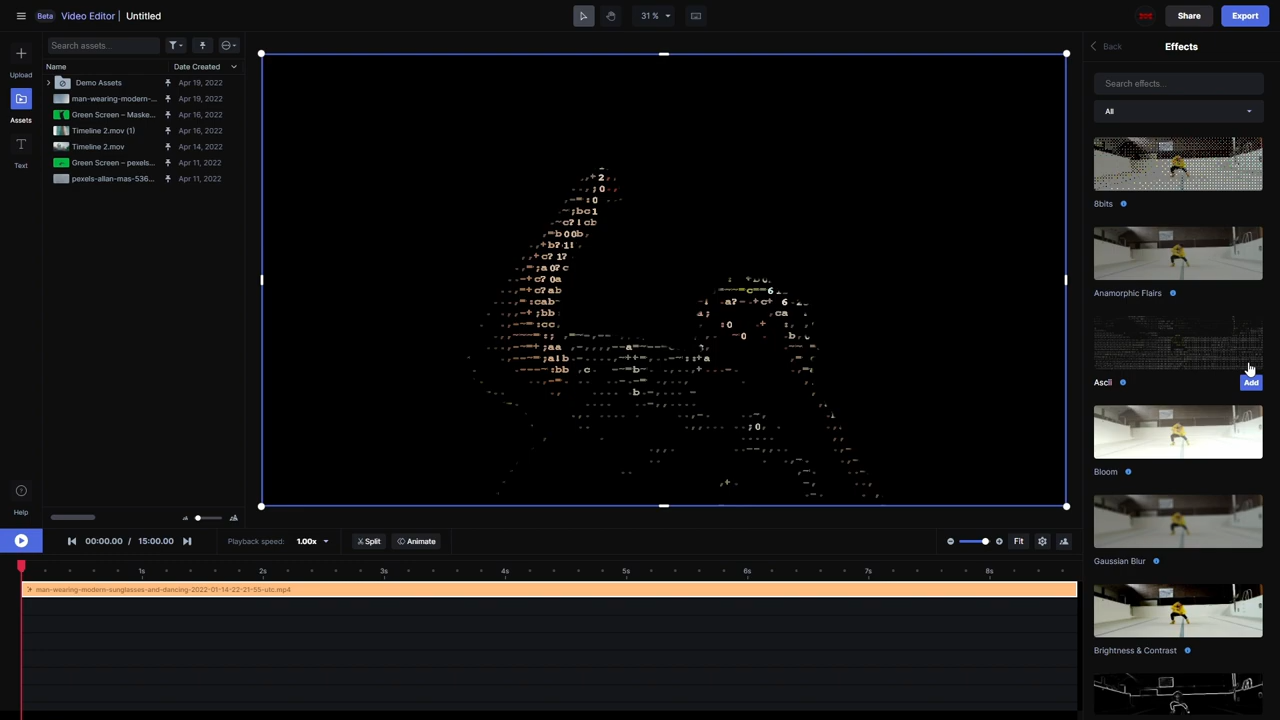 Beta Video Editor | Untitled
31 %
Share
Export
Upload
Assets
Text
Help
Search assets...
Name
Date Created
Demo Assets
Apr 19, 2022
man-wearing-modern-...
Apr 19, 2022
Green Screen – Maske...
Apr 16, 2022
Timeline 2.mov (1)
Apr 16, 2022
Timeline 2.mov
Apr 14, 2022
Green Screen – pexels...
Apr 11, 2022
pexels-allan-mas-536...
Apr 11, 2022
Back
Effects
Search effects...
All
8bits
Anamorphic Flairs
Ascii
Add
Bloom
Gaussian Blur
Brightness & Contrast
00:00.00 / 15:00.00
Playback speed: 1.00x
Split
Animate
Fit
1s 2s 3s 4s 5s 6s 7s 8s
man-wearing-modern-sunglasses-and-dancing-2022-01-14-22-21-55-utc.mp4